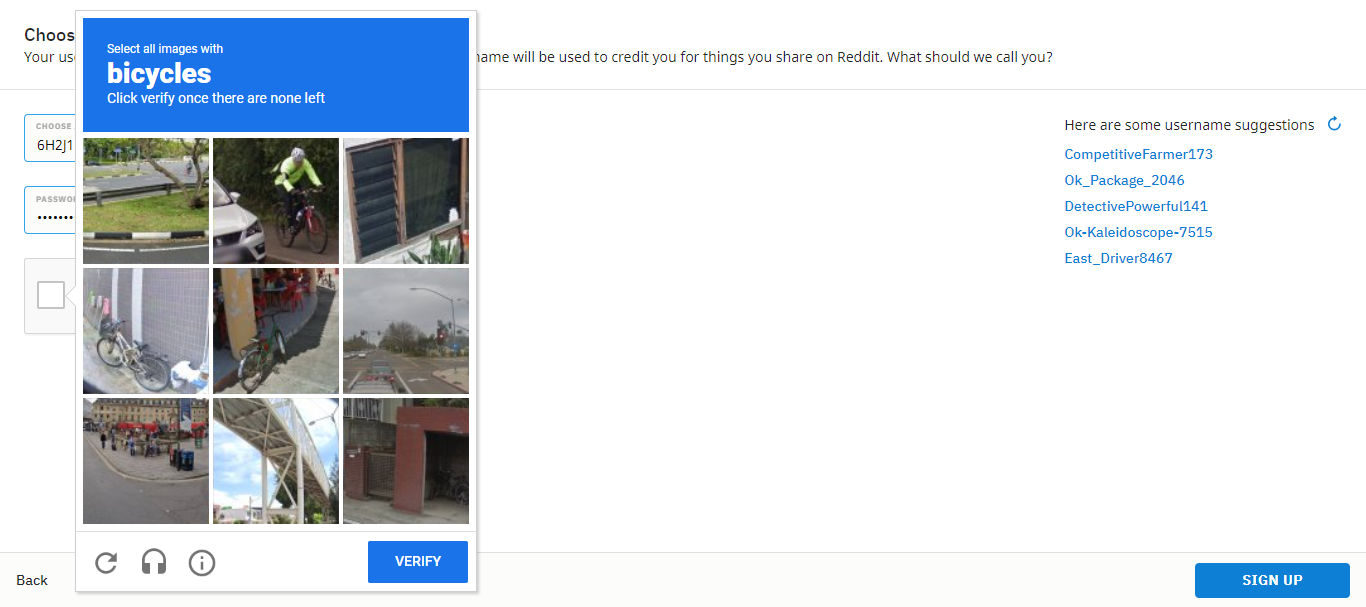 Choos
Your use
name will be used to credit you for things you share on Reddit. What should we call you?
Select all images with
bicycles
Click verify once there are none left
CHOOSE
6H2J1
PASSWO
•••••••
Here are some username suggestions
CompetitiveFarmer173
Ok_Package_2046
DetectivePowerful141
Ok-Kaleidoscope-7515
East_Driver8467
VERIFY
Back
SIGN UP